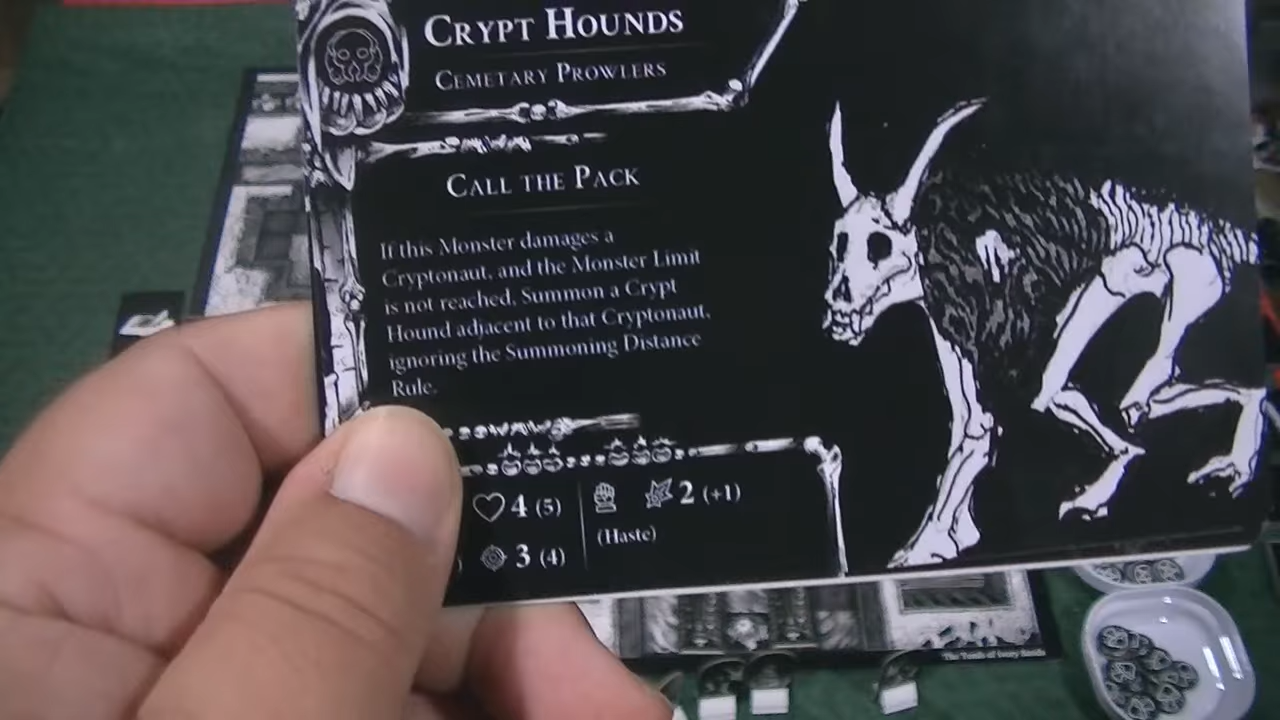 Crypt Hounds
Cemetary Prowlers
Call the Pack
If this Monster damages a
Cryptonaut, and the Monster Limit
is not reached, Summon a Crypt
Hound adjacent to that Cryptonaut,
ignoring the Summoning Distance
Rule.
4 (5)
2 (+1)
3 (4)
(Haste)